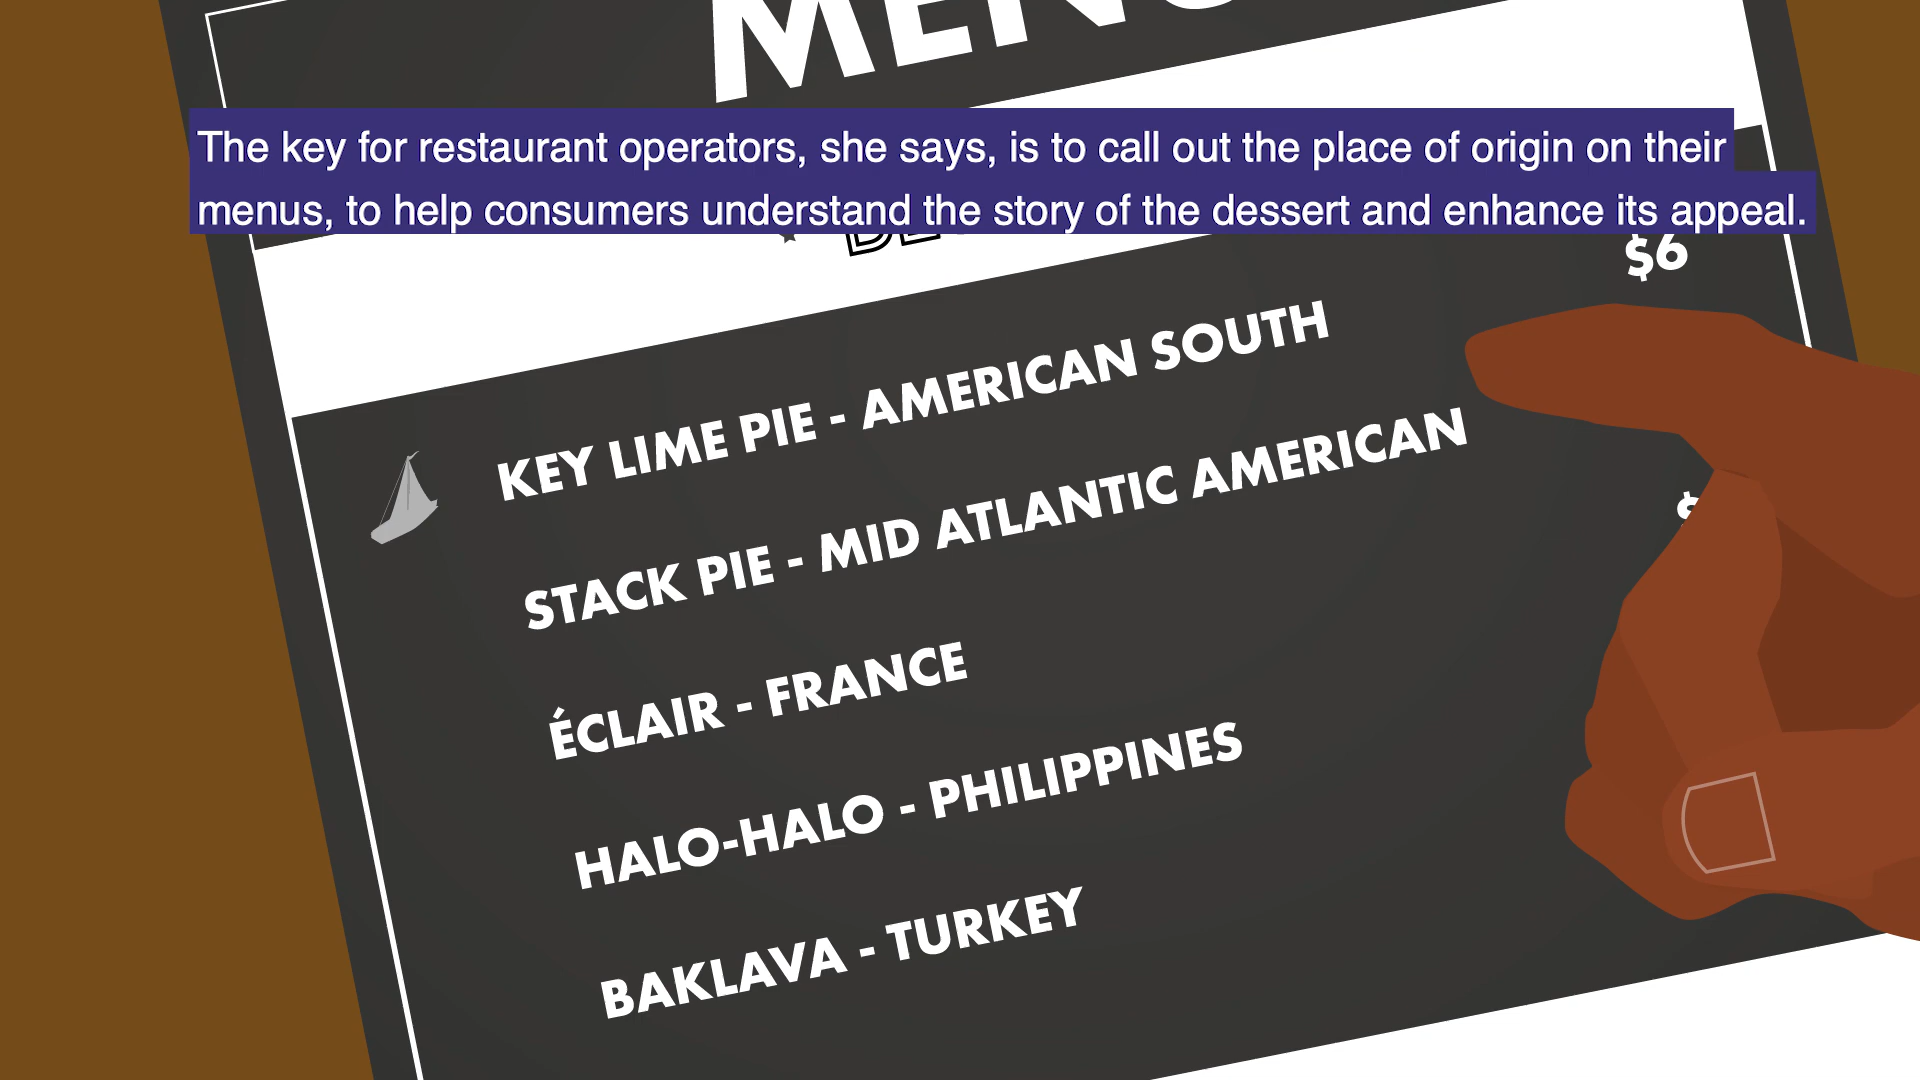 The key for restaurant operators, she says, is to call out the place of origin on their
menus, to help consumers understand the story of the dessert and enhance its appeal.
$6
KEY LIME PIE - AMERICAN SOUTH
STACK PIE - MID ATLANTIC AMERICAN
ÉCLAIR - FRANCE
HALO-HALO - PHILIPPINES
BAKLAVA - TURKEY